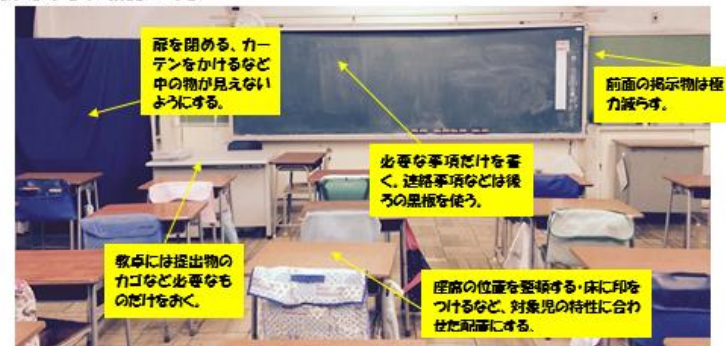 扉を閉める、カー
テンをかけるなど
中の物が見えない
ようにする。
前面の掲示物は極
力減らす。
必要な事項だけを書
く。連絡事項などは後
ろの黒板を使う。
教卓には提出物の
カゴなど必要なも
のだけをおく。
座席の位置を整頓する・床に印を
つけるなど、対象児の特性に合わ
せた配置にする。